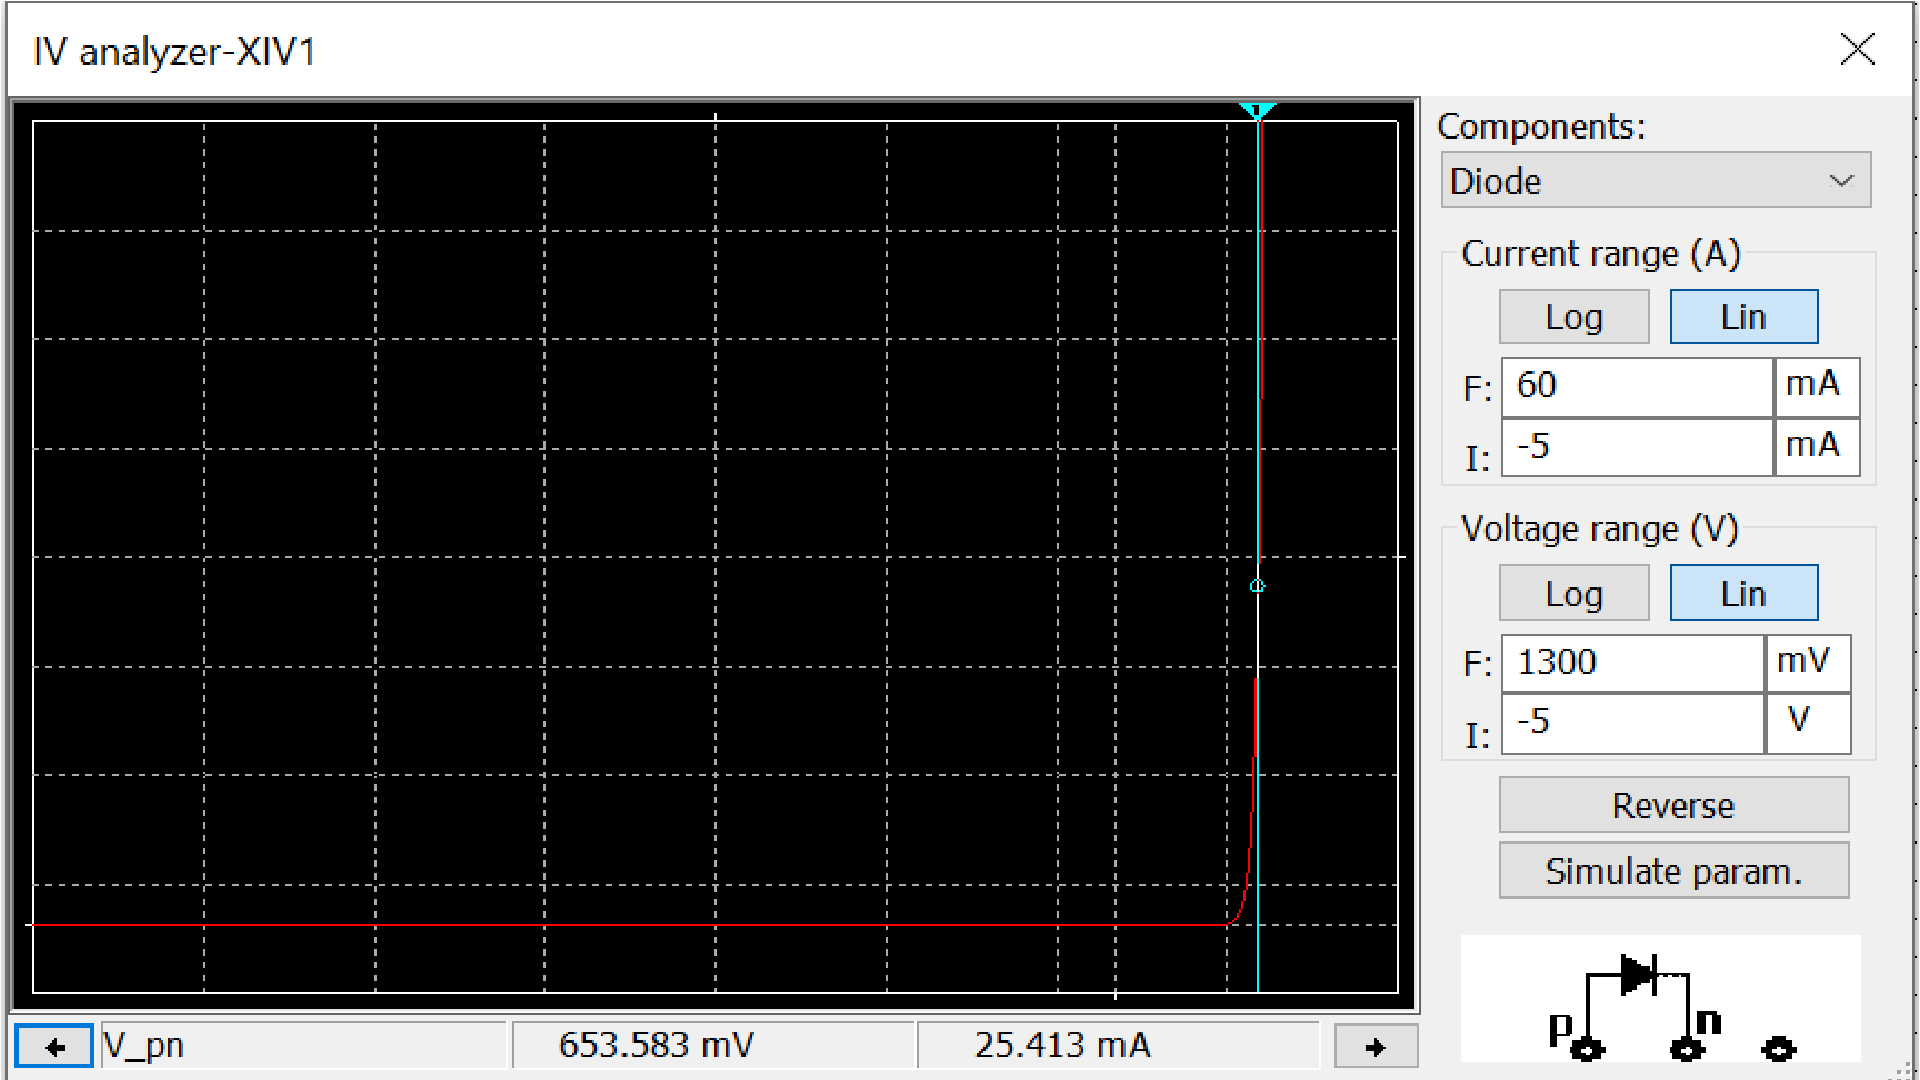 IV analyzer-XIV1
1
Components:
Diode
Current range (A)
Log Lin
F: 60 mA
I: -5 mA
Voltage range (V)
Log Lin
F: 1300 mV
I: -5 V
Reverse
Simulate param.
p n
V_pn 653.583 mV 25.413 mA